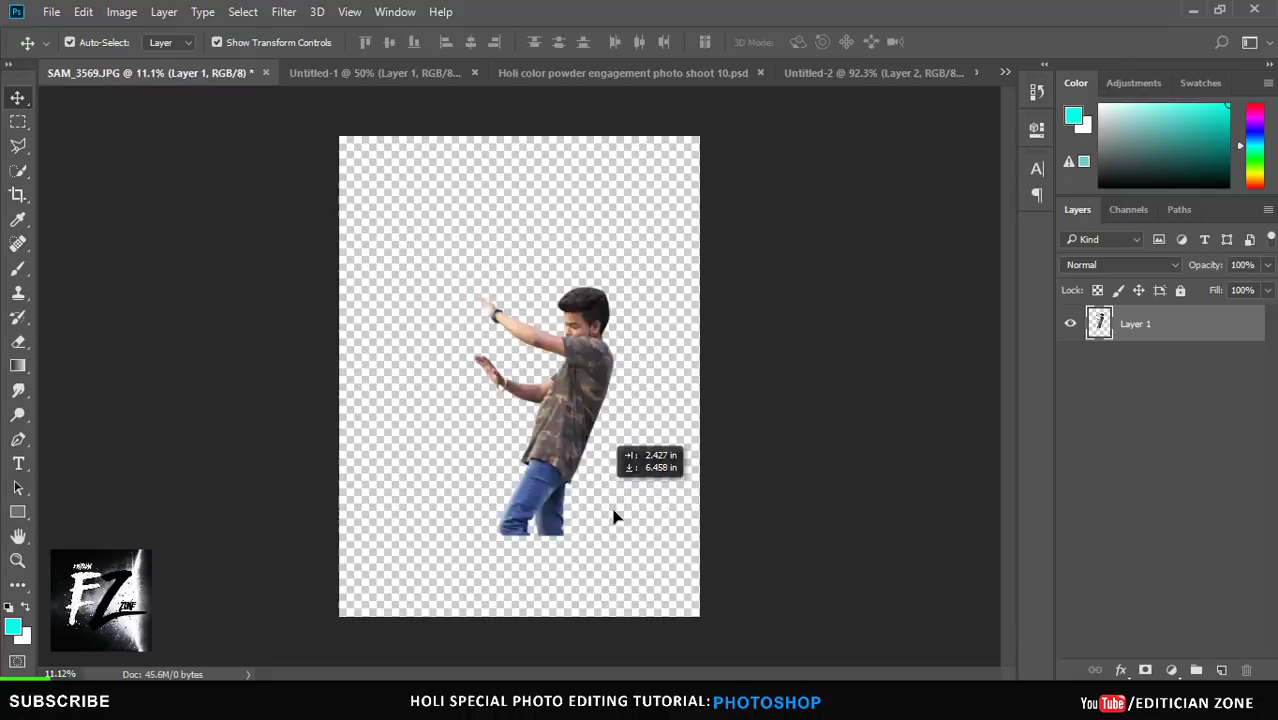 Ps File Edit Image Layer Type Select Filter 3D View Window Help
Auto-Select: Layer Show Transform Controls 3D Mode:
SAM_3569.JPG @ 11.1% (Layer 1, RGB/8) * × Untitled-1 @ 50% (Layer 1, RGB/8... × Holi color powder engagement photo shoot 10.psd × Untitled-2 @ 92.3% (Layer 2, RGB/8...
Color Adjustments Swatches
Layers Channels Paths
Kind
Normal Opacity: 100%
Lock: Fill: 100%
Layer 1
2.427 in
6.458 in
FZ
ZONE
11.12% Doc: 45.6M/0 bytes
SUBSCRIBE HOLI SPECIAL PHOTO EDITING TUTORIAL:PHOTOSHOP YouTube/EDITICIAN ZONE